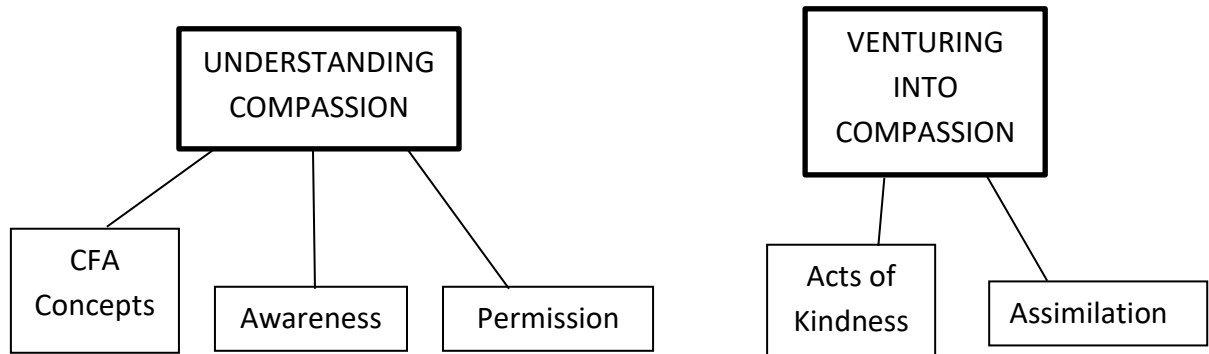 UNDERSTANDING
COMPASSION
VENTURING
INTO
COMPASSION
CFA
Concepts
Awareness
Permission
Acts of
Kindness
Assimilation